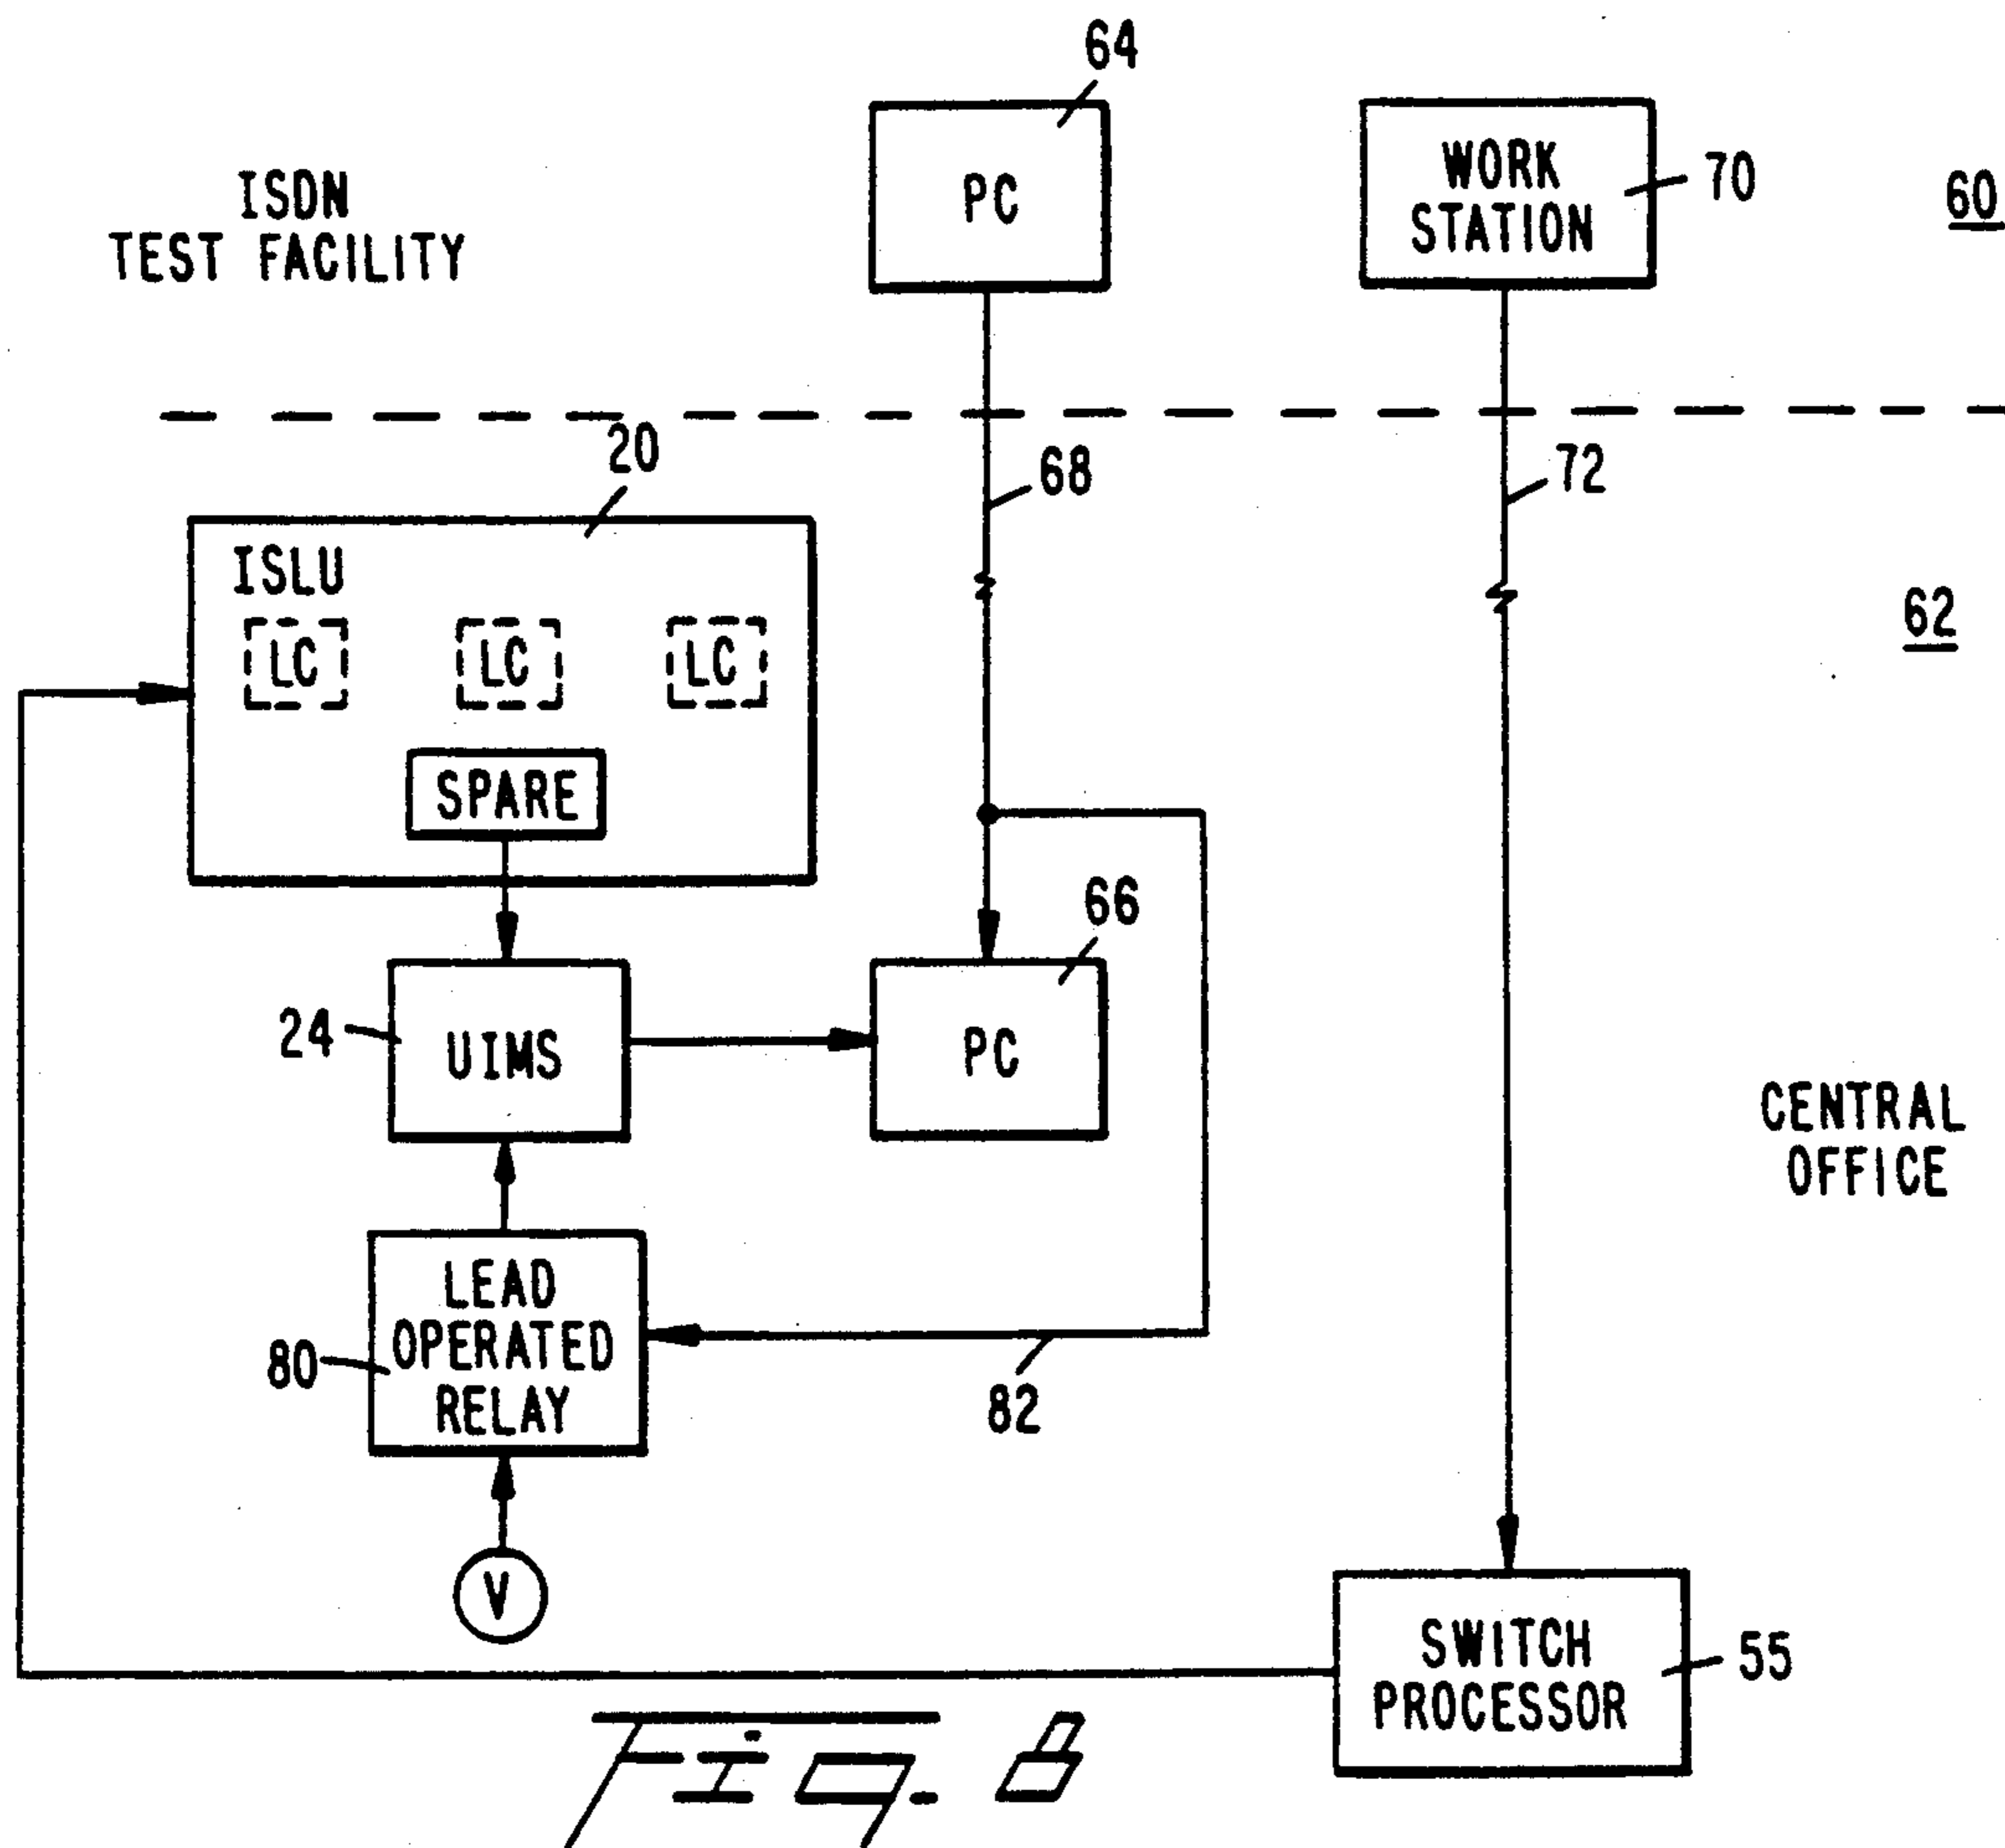 64
PC
WORK
STATION
70
60
ISDN
TEST FACILITY
20
68
72
ISLU
LC
LC
LC
62
SPARE
66
24
UIMS
PC
CENTRAL
OFFICE
LEAD
OPERATED
RELAY
80
82
V
SWITCH
PROCESSOR
55
Fig. 8